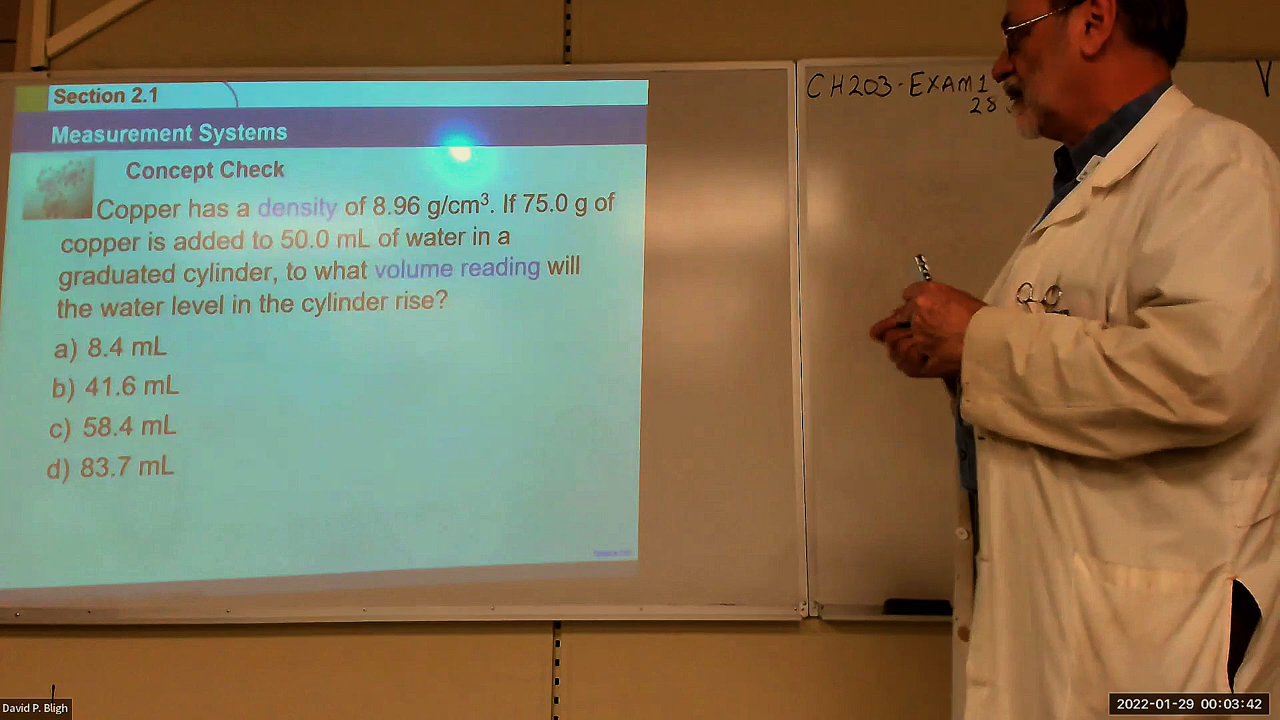 Section 2.1
Measurement Systems
Concept Check
Copper has a density of 8.96 g/cm³. If 75.0 g of
copper is added to 50.0 mL of water in a
graduated cylinder, to what volume reading will
the water level in the cylinder rise?
a) 8.4 mL
b) 41.6 mL
c) 58.4 mL
d) 83.7 mL
CH203-EXAM1
28
David P. Bligh
2022-01-29 00:03:42